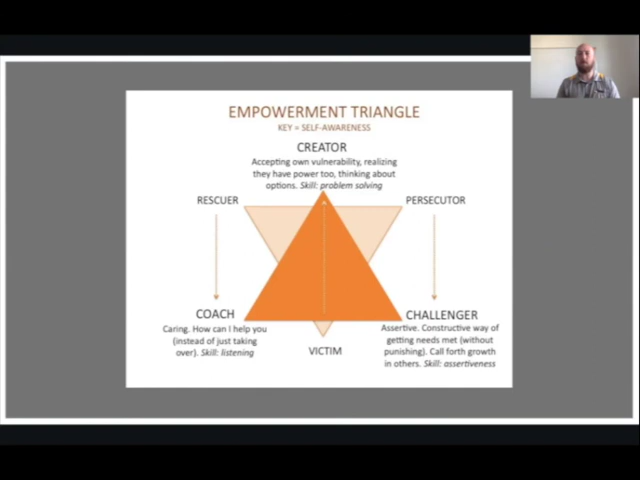 EMPOWERMENT TRIANGLE
KEY = SELF-AWARENESS
CREATOR
Accepting own vulnerability, realizing
they have power too, thinking about
options. Skill: problem solving
RESCUER
PERSECUTOR
COACH
Caring. How can I help you
(instead of just taking
over). Skill: listening
CHALLENGER
Assertive. Constructive way of
getting needs met (without
punishing). Call forth growth
in others. Skill: assertiveness
VICTIM